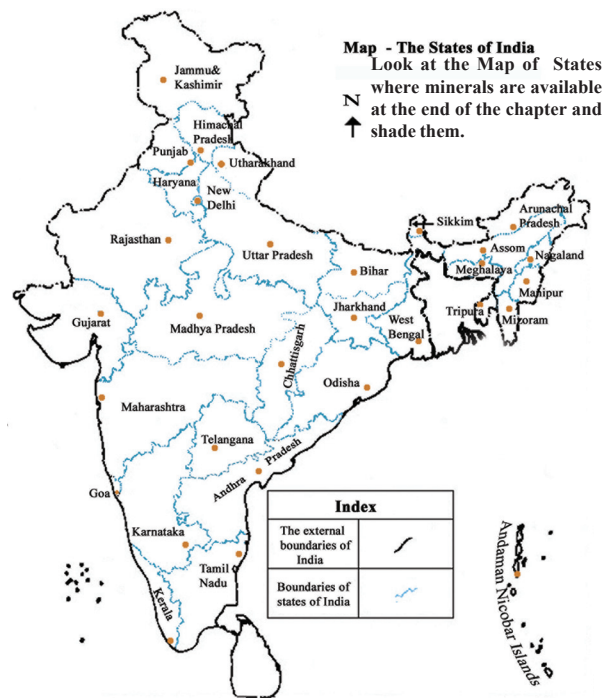 Map - The States of India
Look at the Map of States
where minerals are available
at the end of the chapter and
shade them.
N
Jammu&
Kashimir
Himachal
Pradesh
Punjab
Utharakhand
Haryana
New
Delhi
Rajasthan
Uttar Pradesh
Sikkim
Arunachal
Pradesh
Assom
Nagaland
Meghalaya
Bihar
Manipur
Gujarat
Madhya Pradesh
Jharkhand
West
Bengal
Tripura
Mizoram
Chhattisgarh
Odisha
Maharashtra
Telangana
Andhra Pradesh
Goa
Karnataka
Tamil
Nadu
Kerala
Index
The external
boundaries of
India
Boundaries of
states of India
Andaman Nicobar Islands